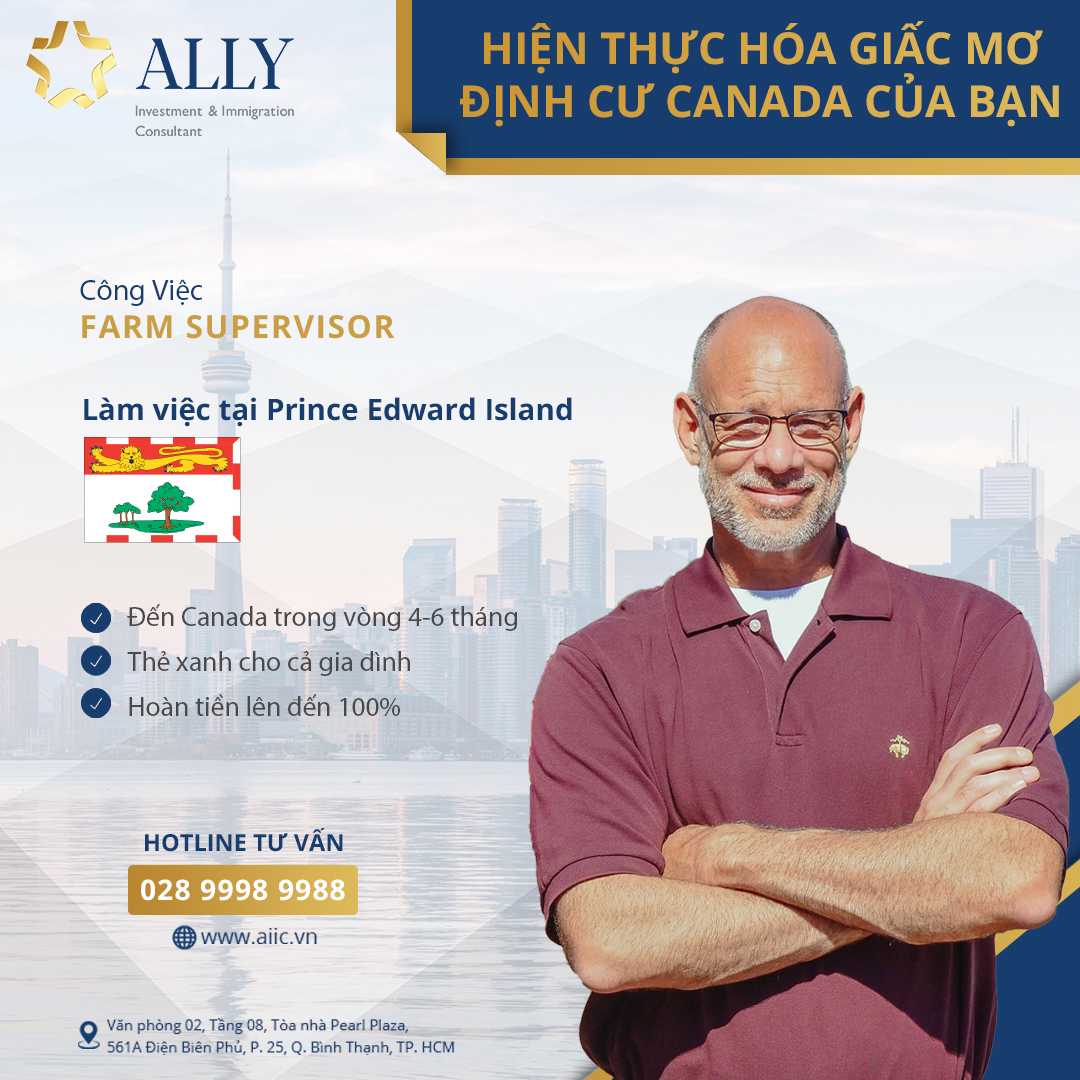 ALLY
Investment & Immigration
Consultant
HIỆN THỰC HÓA GIẤC MƠ
ĐỊNH CƯ CANADA CỦA BẠN
Công Việc
FARM SUPERVISOR
Làm việc tại Prince Edward Island
Đến Canada trong vòng 4-6 tháng
Thẻ xanh cho cả gia đình
Hoàn tiền lên đến 100%
HOTLINE TƯ VẤN
028 9998 9988
www.aiic.vn
Văn phòng 02, Tầng 08, Tòa nhà Pearl Plaza,
561A Điện Biên Phủ, P. 25, Q. Bình Thạnh, TP. HCM